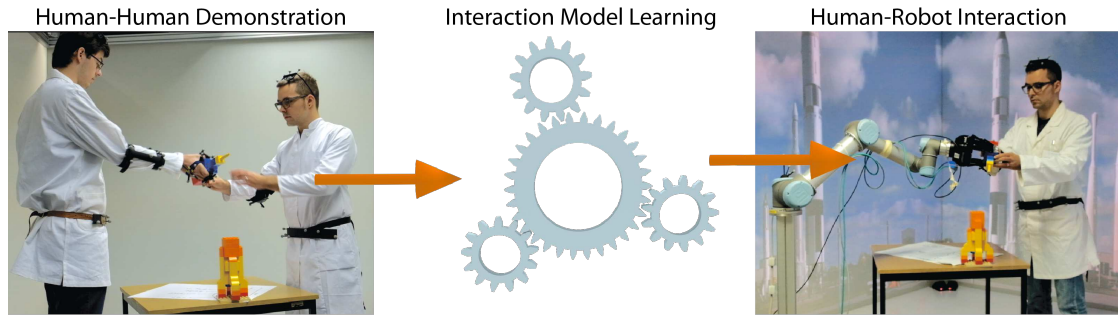 Human-Human Demonstration
Interaction Model Learning
Human-Robot Interaction